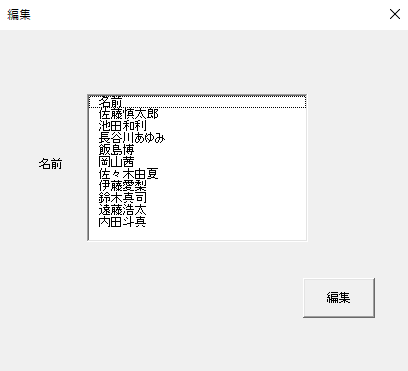 編集
名前
名前
佐藤慎太郎
池田和利
長谷川あゆみ
飯島博
岡山茜
佐々木由夏
伊藤愛梨
鈴木真司
遠藤浩太
内田斗真
編集